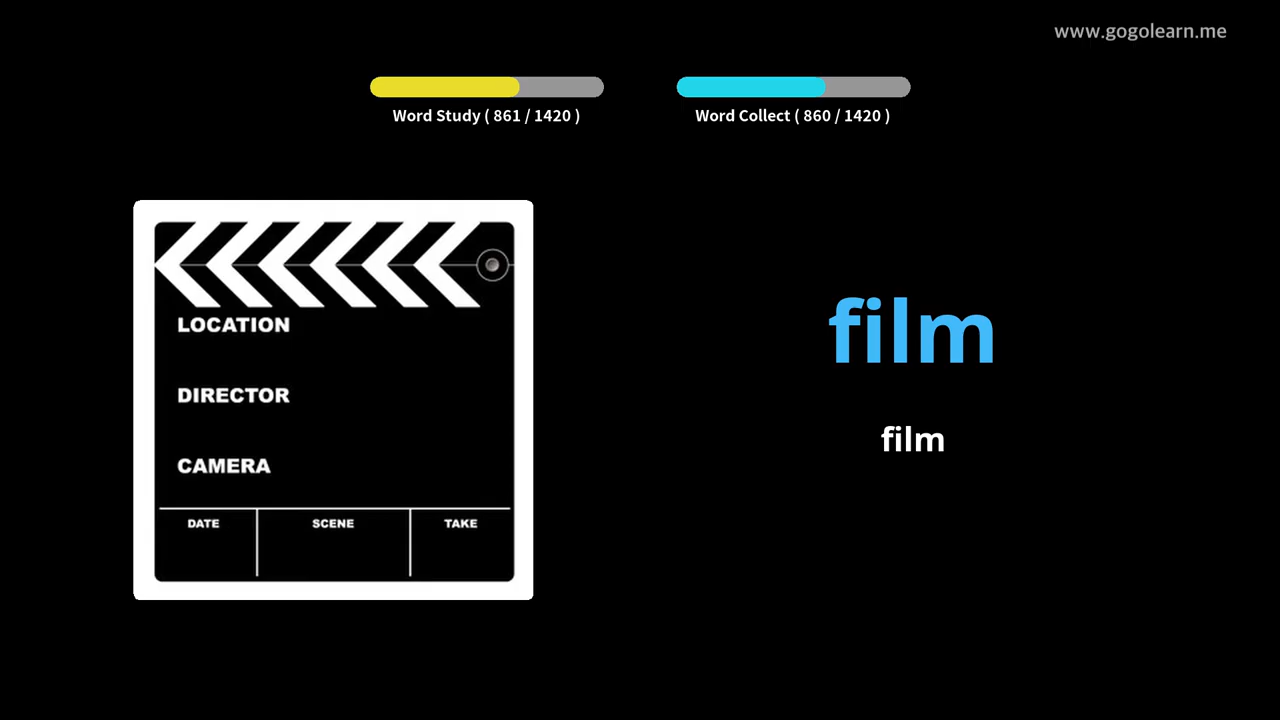 www.gogolearn.me
Word Study ( 861 / 1420 )
Word Collect ( 860 / 1420 )
LOCATION
DIRECTOR
CAMERA
DATE
SCENE
TAKE
film
film